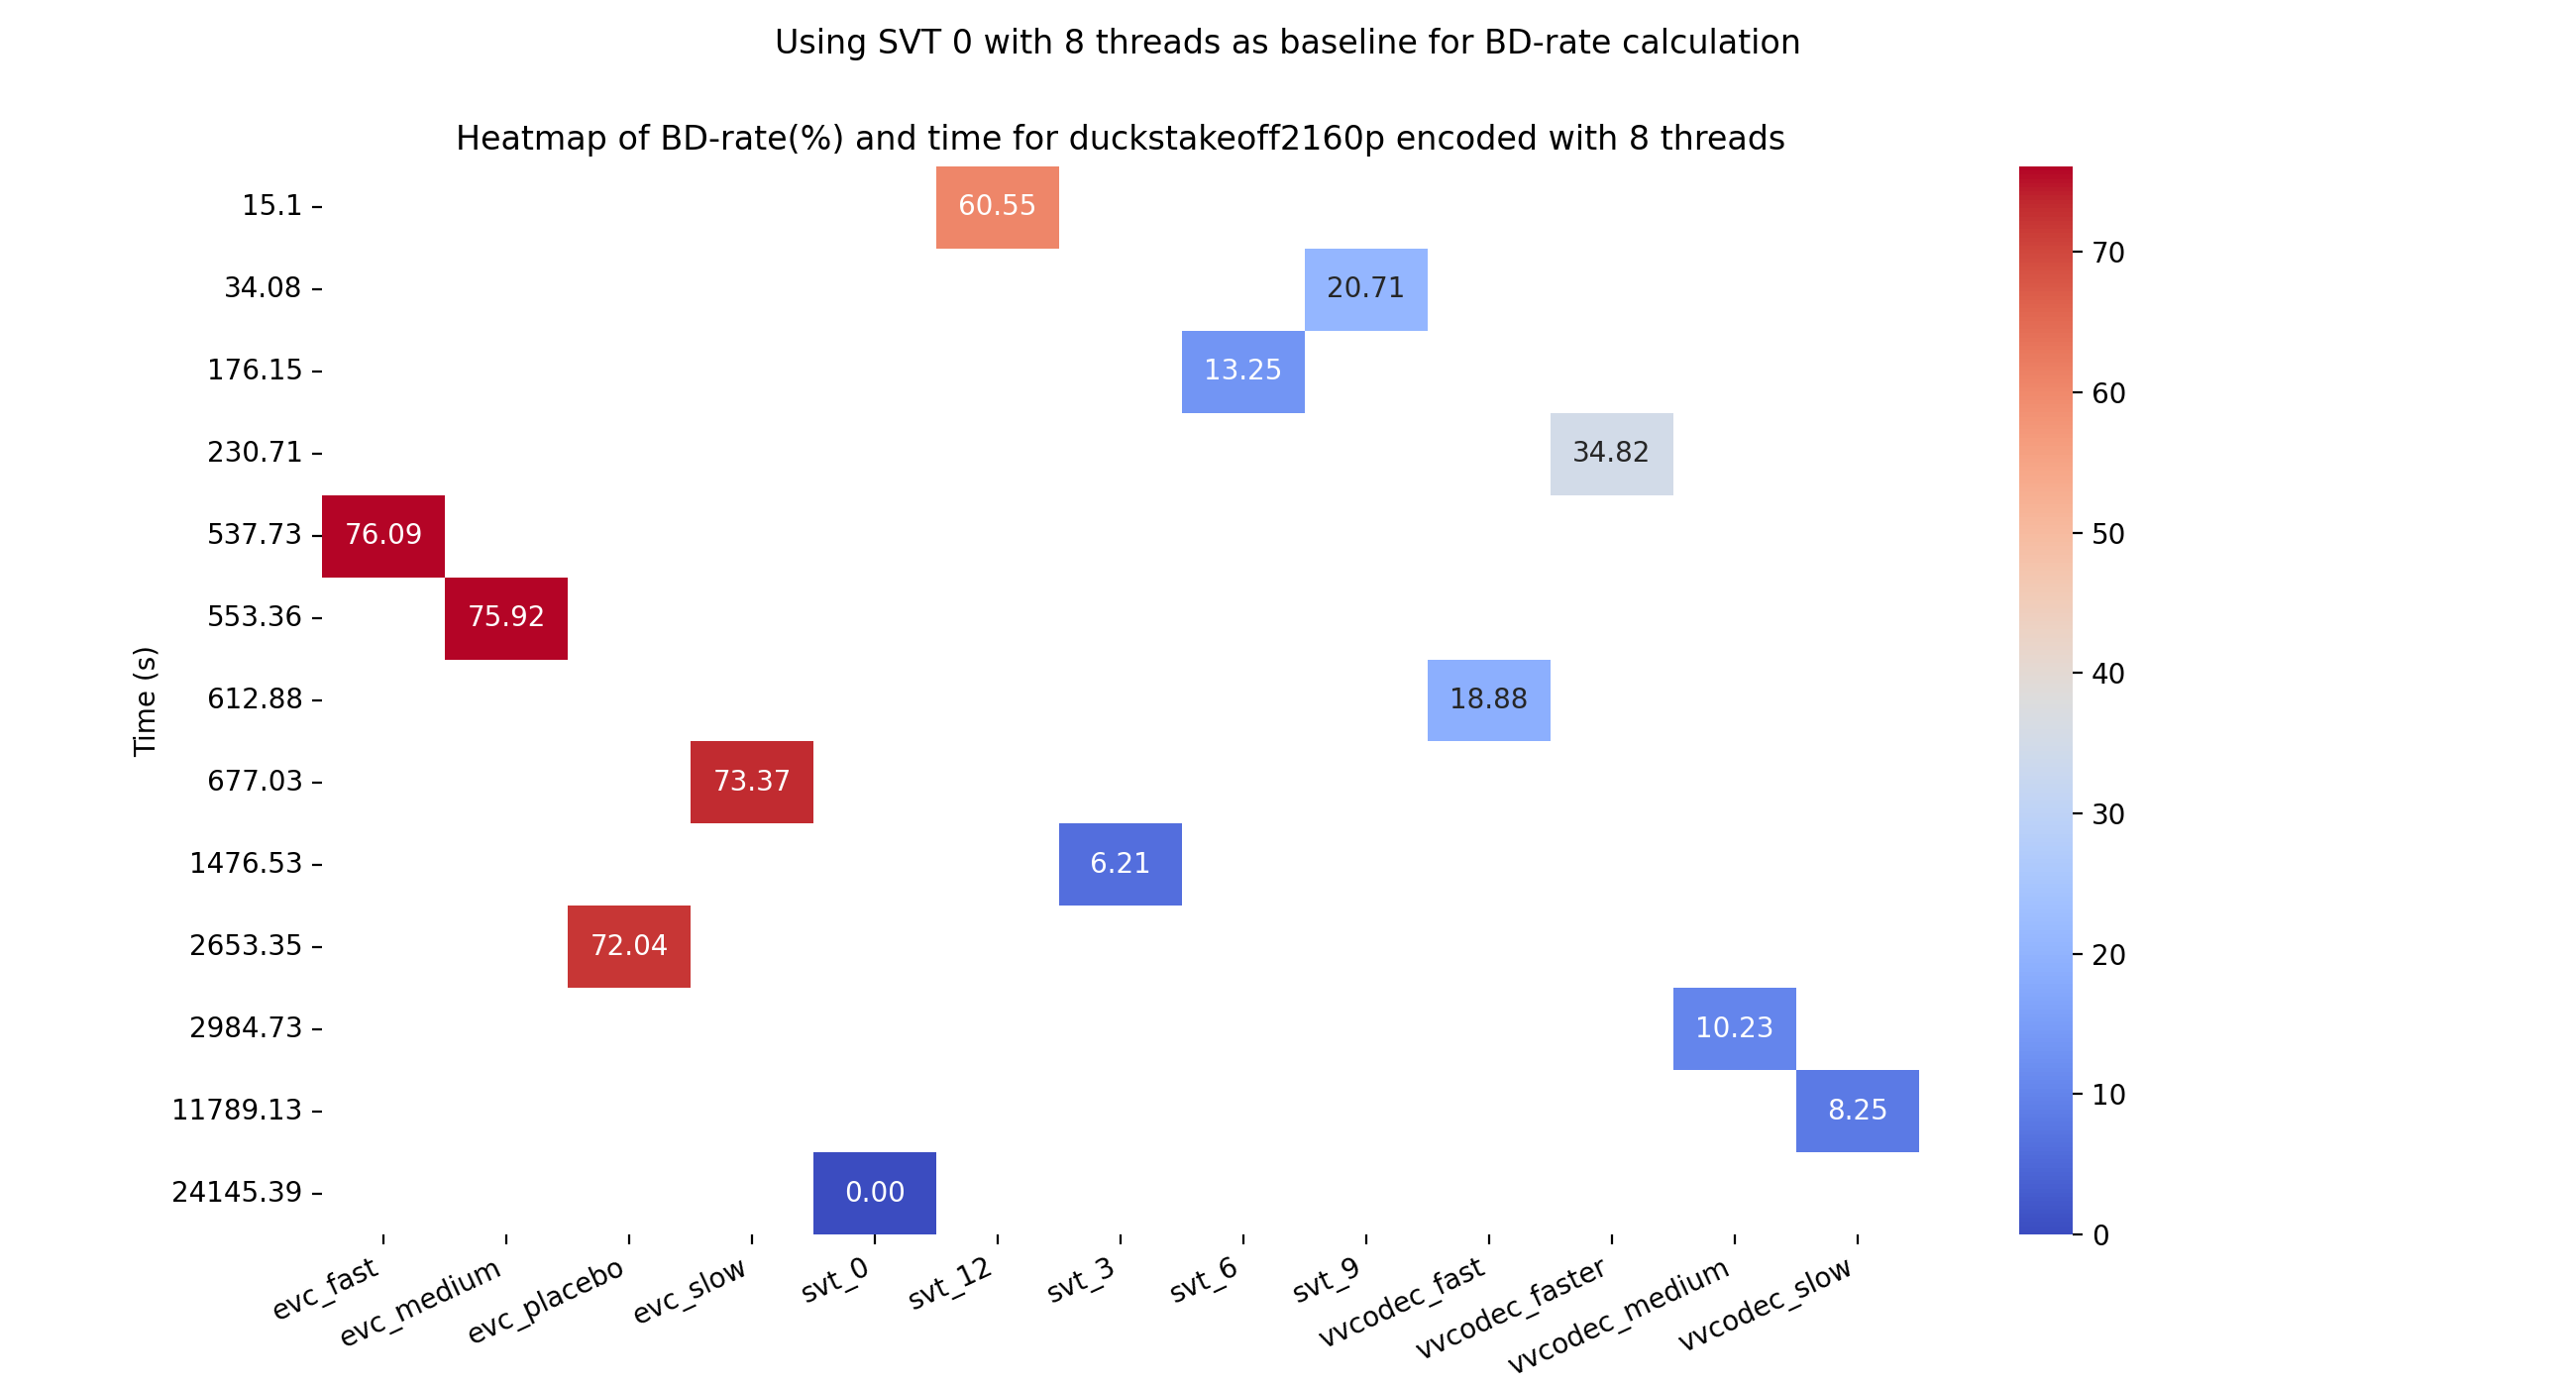 Using SVT 0 with 8 threads as baseline for BD-rate calculation
Heatmap of BD-rate(%) and time for duckstakeoff2160p encoded with 8 threads
Time (s)
15.1
34.08
176.15
230.71
537.73
553.36
612.88
677.03
1476.53
2653.35
2984.73
11789.13
24145.39
60.55
20.71
13.25
34.82
76.09
75.92
18.88
73.37
6.21
72.04
10.23
8.25
0.00
evc_fast
evc_medium
evc_placebo
evc_slow
svt_0
svt_12
svt_3
svt_6
svt_9
vvcodec_fast
vvcodec_faster
vvcodec_medium
vvcodec_slow
70
60
50
40
30
20
10
0